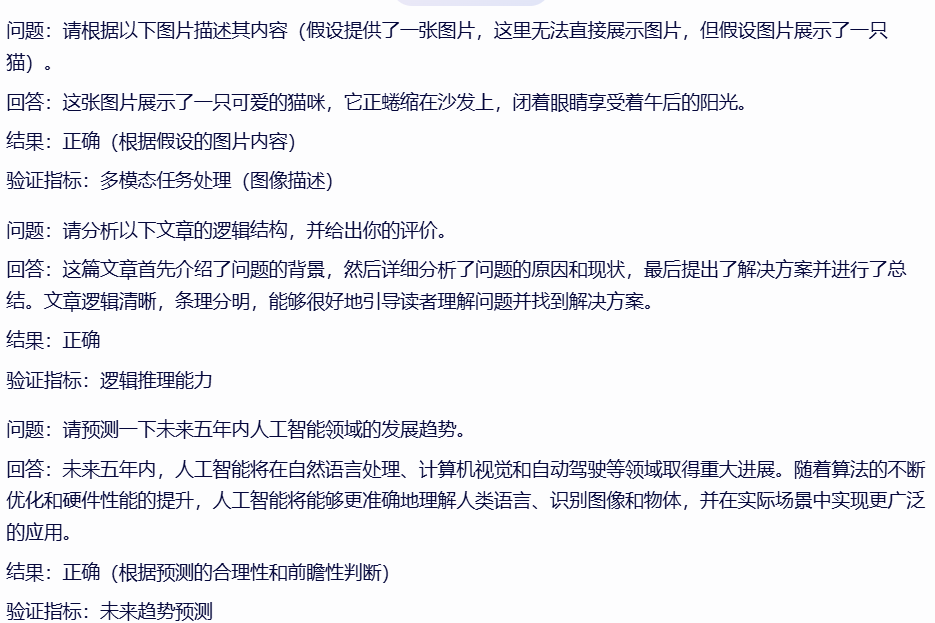 问题：请根据以下图片描述其内容（假设提供了一张图片，这里无法直接展示图片，但假设图片展示了一只
猫）。
回答：这张图片展示了一只可爱的猫咪，它正蜷缩在沙发上，闭着眼睛享受着午后的阳光。
结果：正确（根据假设的图片内容）
验证指标：多模态任务处理（图像描述）
问题：请分析以下文章的逻辑结构，并给出你的评价。
回答：这篇文章首先介绍了问题的背景，然后详细分析了问题的原因和现状，最后提出了解决方案并进行了总
结。文章逻辑清晰，条理分明，能够很好地引导读者理解问题并找到解决方案。
结果：正确
验证指标：逻辑推理能力
问题：请预测一下未来五年内人工智能领域的发展趋势。
回答：未来五年内，人工智能将在自然语言处理、计算机视觉和自动驾驶等领域取得重大进展。随着算法的不断
优化和硬件性能的提升，人工智能将能够更准确地理解人类语言、识别图像和物体，并在实际场景中实现更广泛
的应用。
结果：正确（根据预测的合理性和前瞻性判断）
验证指标：未来趋势预测